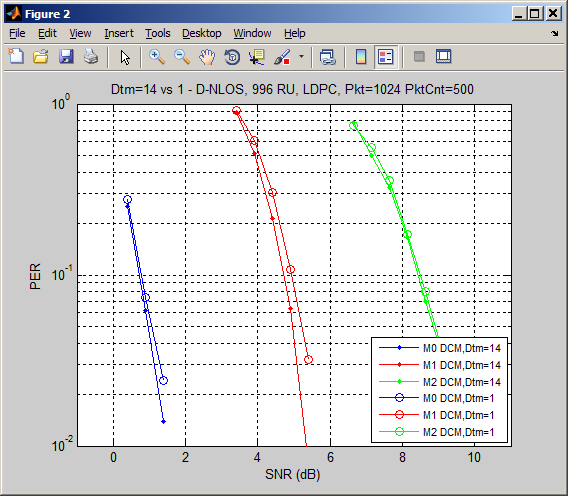 Figure 2
File Edit View Insert Tools Desktop Window Help
Dtm=14 vs 1 - D-NLOS, 996 RU, LDPC, Pkt=1024 PktCnt=500
10^0
10^-1
10^-2
PER
0 2 4 6 8 10
SNR (dB)
M0 DCM,Dtm=14
M1 DCM,Dtm=14
M2 DCM,Dtm=14
M0 DCM,Dtm=1
M1 DCM,Dtm=1
M2 DCM,Dtm=1